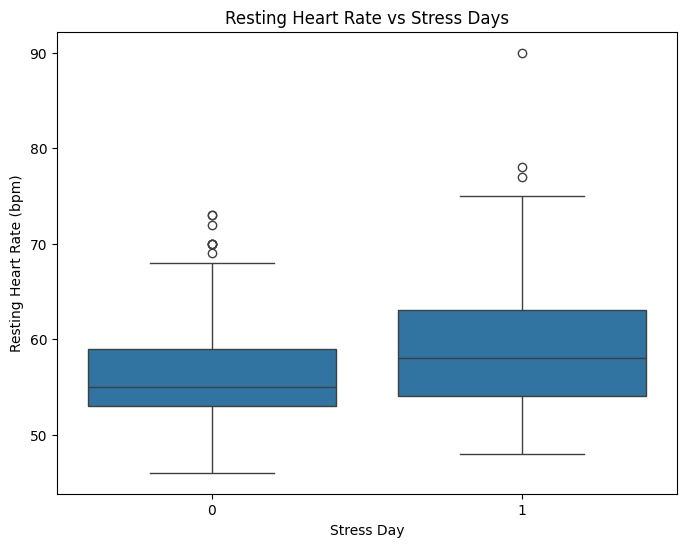 Resting Heart Rate vs Stress Days
Resting Heart Rate (bpm)
90
80
70
60
50
0
1
Stress Day